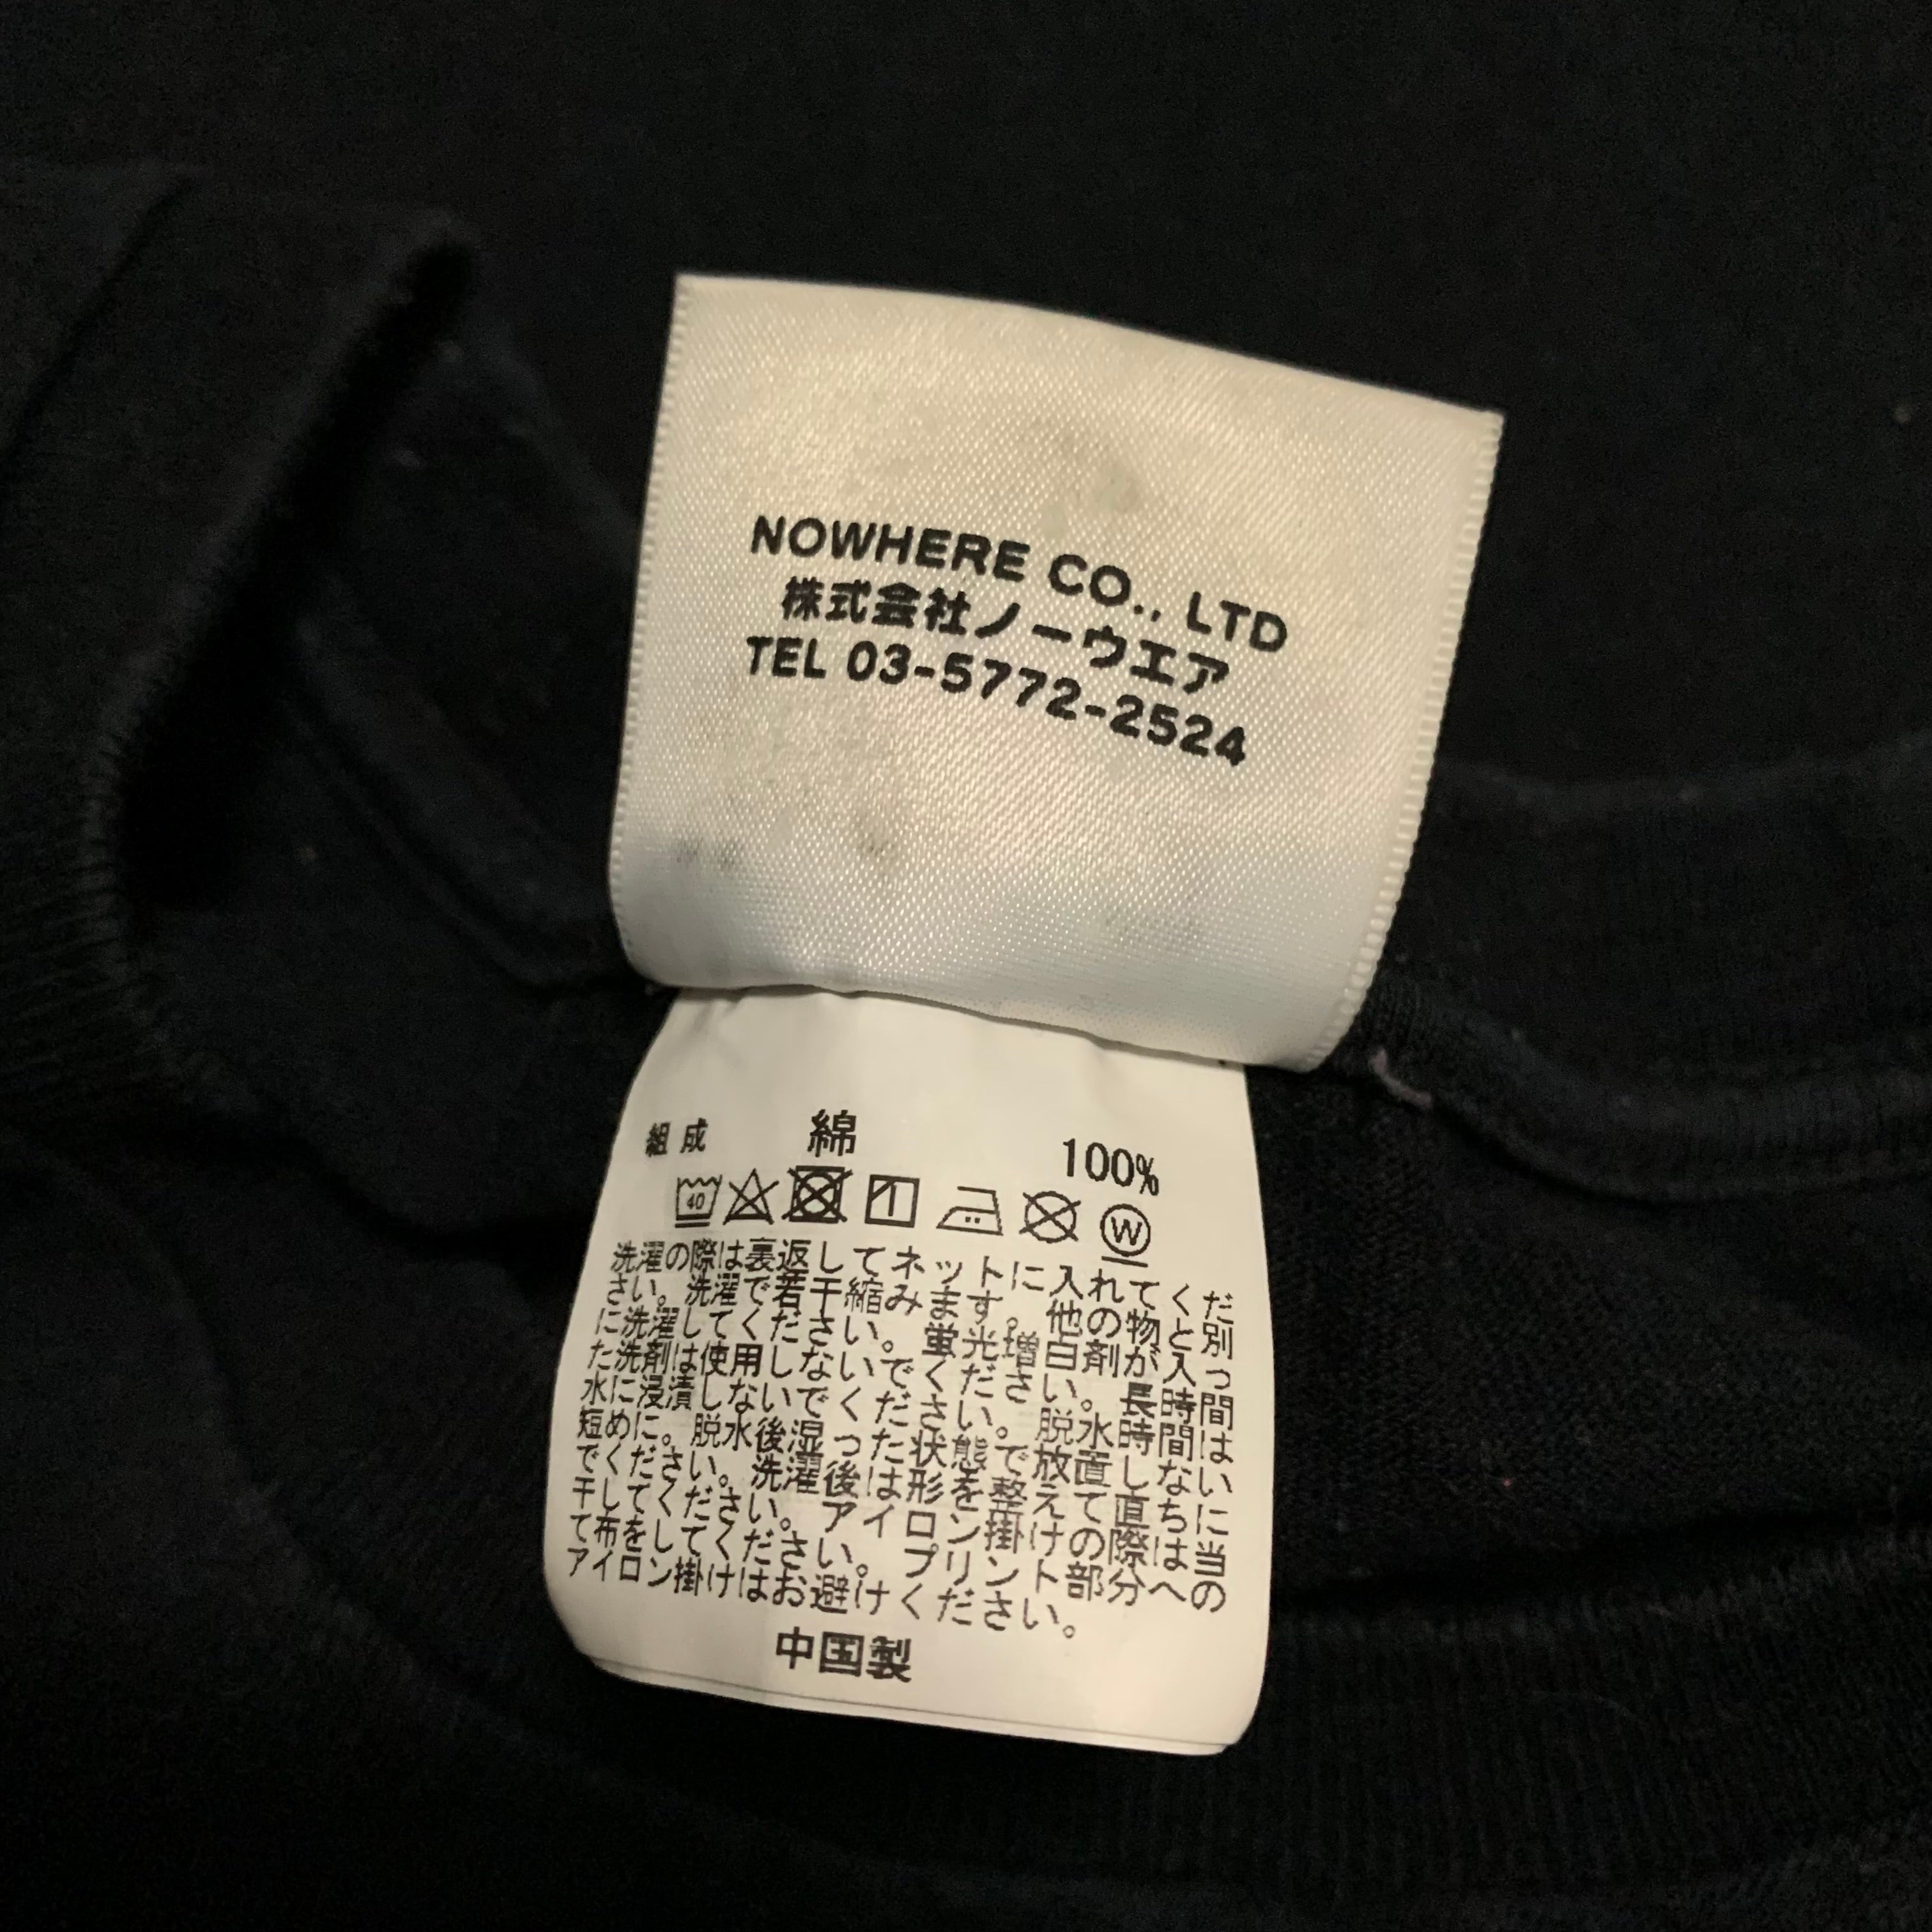 NOWHERE CO., LTD
株式会社ノーウエア
TEL 03-5772-2524
組成 綿 100%
40 W
洗濯の際は裏返してネットに入れてくだ
さい。洗濯で若干縮みます。他の物と別
に洗濯してください。蛍光増白剤が入っ
た洗剤は使用しないでください。長時間
水に浸漬しないでください。脱水時間は
短めに。脱水後湿った状態で放置しない
でください。洗濯後は形を整えて直ちに
干してください。アイロン掛けの際は当
て布をしてください。プリント部分への
アイロン掛けはお避けください。
中国製